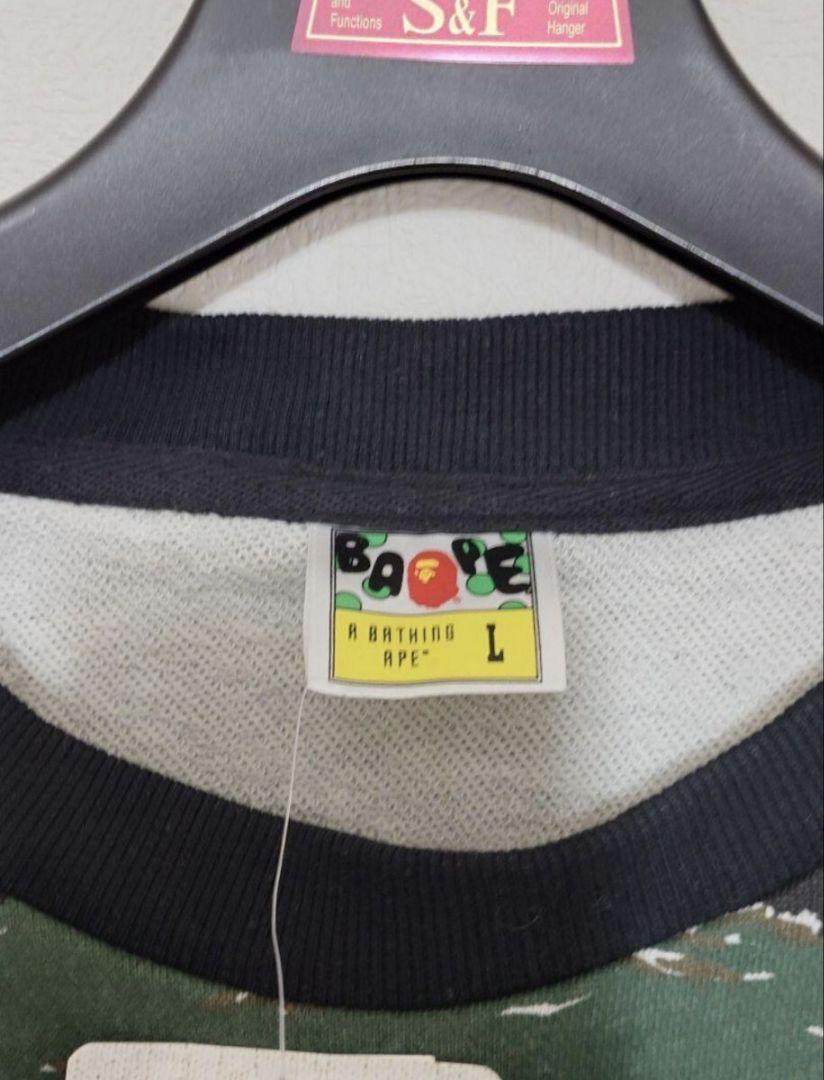 and
Functions
S&F
Original
Hanger
BAPE
A BATHING
APE®
L